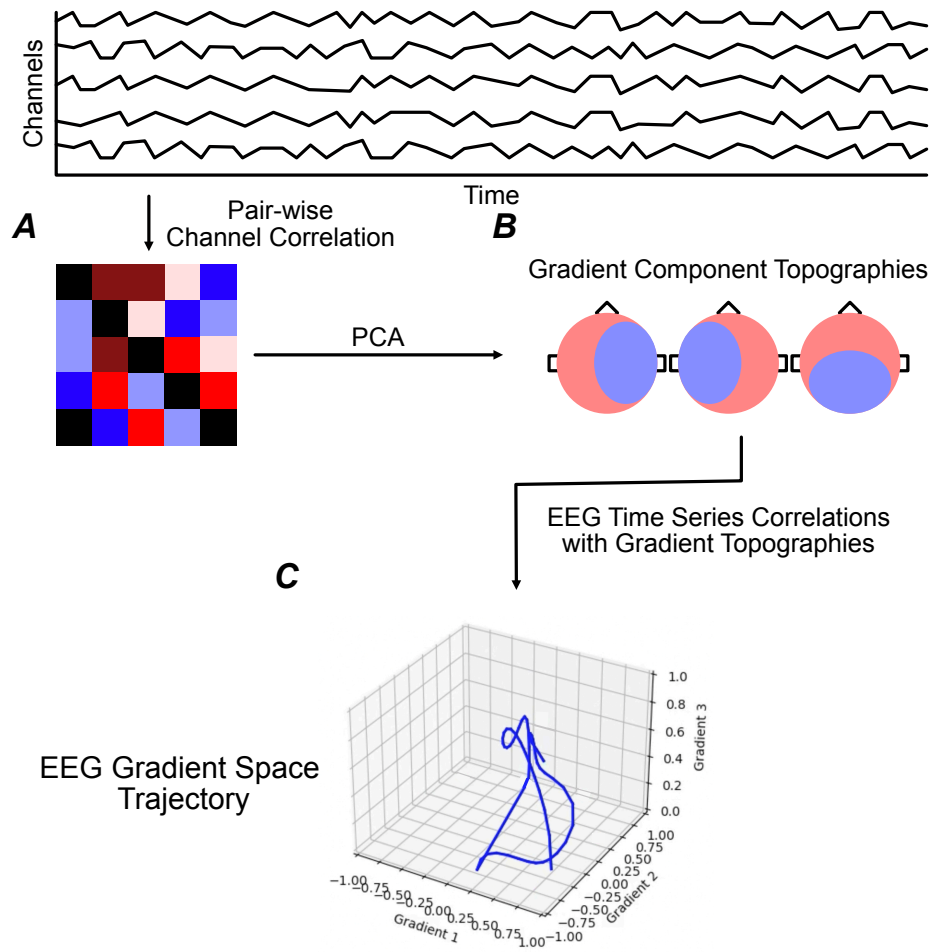 Channels
Time
A
Pair-wise
Channel Correlation
B
Gradient Component Topographies
PCA
EEG Time Series Correlations
with Gradient Topographies
C
EEG Gradient Space
Trajectory
1.0
0.8
0.6
0.4
0.2
0.0
Gradient 3
1.00
0.75
0.50
0.25
0.00
−0.25
−0.50
−0.75
−1.00
Gradient 2
−1.00
−0.75
−0.50
−0.25
0.00
0.25
0.50
0.75
1.00
Gradient 1